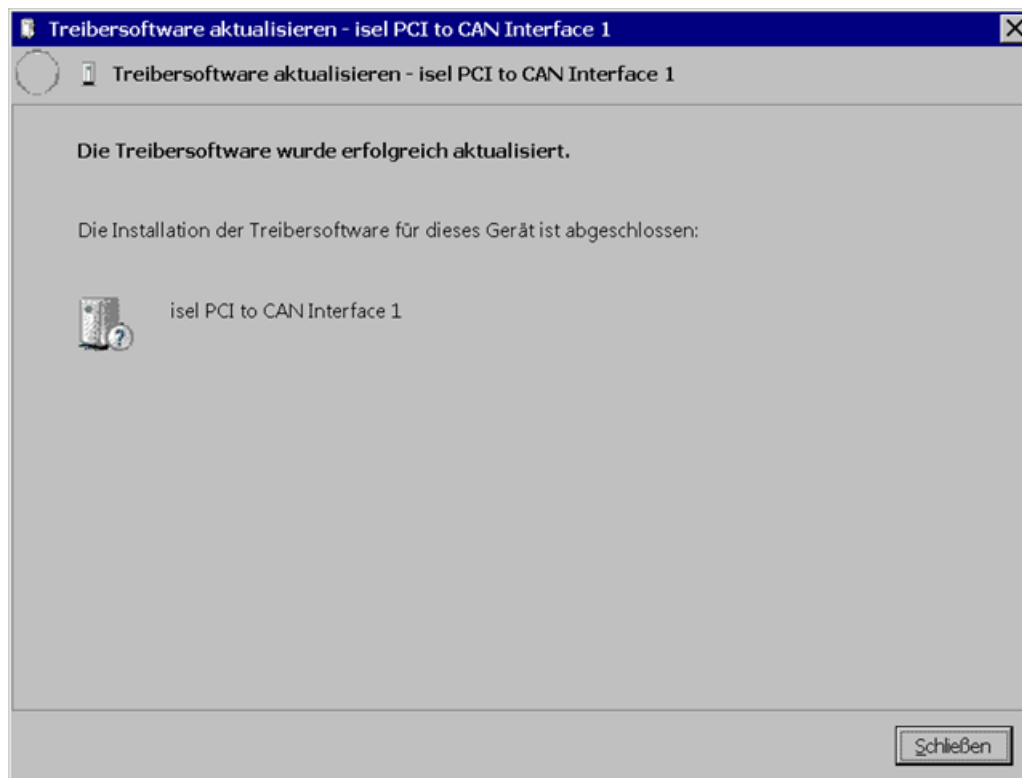 Treibersoftware aktualisieren - isel PCI to CAN Interface 1
Treibersoftware aktualisieren - isel PCI to CAN Interface 1
Die Treibersoftware wurde erfolgreich aktualisiert.
Die Installation der Treibersoftware für dieses Gerät ist abgeschlossen:
isel PCI to CAN Interface 1
Schließen